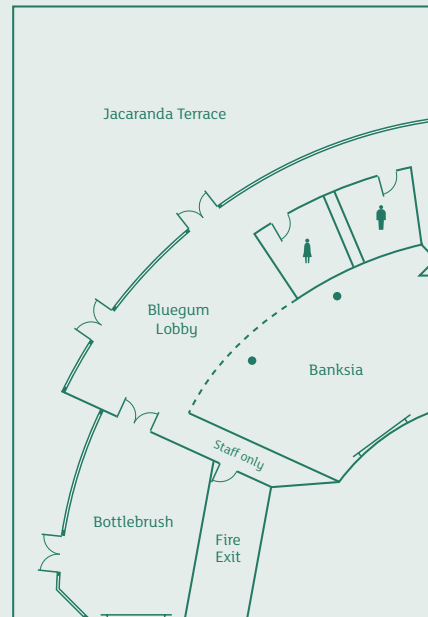 Jacaranda Terrace
Bluegum
Lobby
Banksia
Staff only
Bottlebrush
Fire
Exit